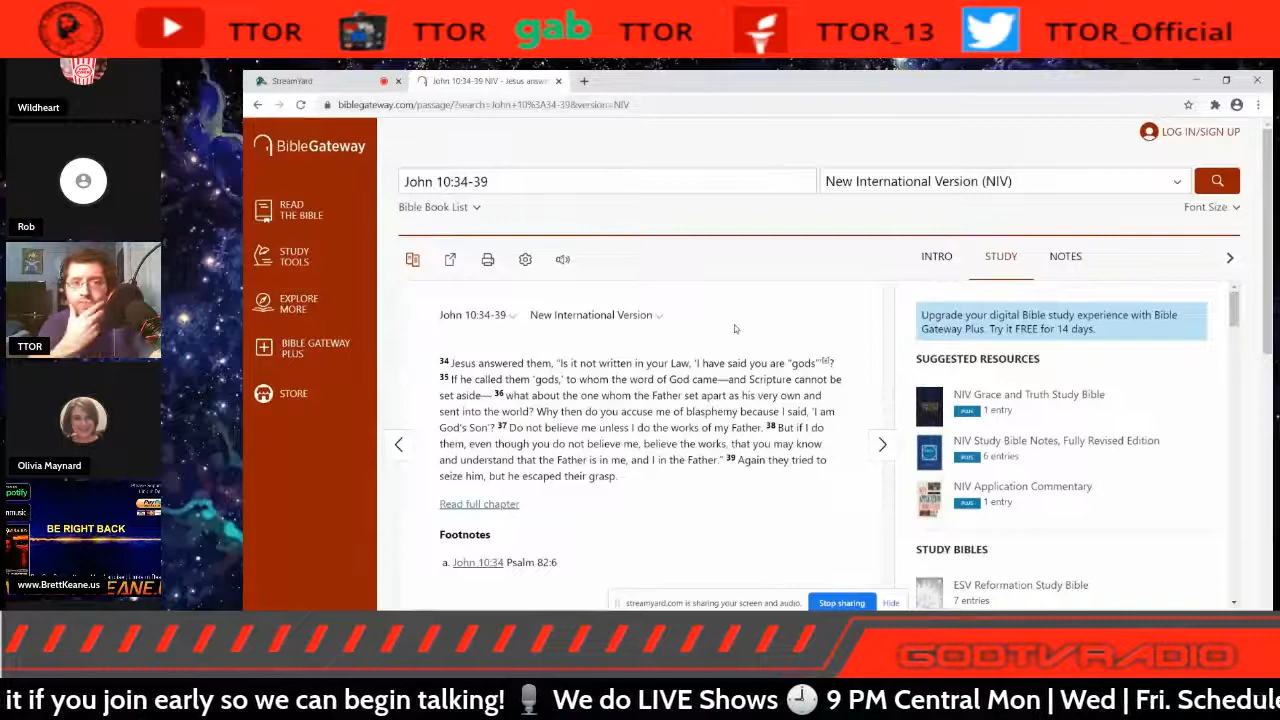 TTOR
TTOR
gab
TTOR
TTOR_13
TTOR_Official
Wildheart
Rob
TTOR
Olivia Maynard
BE RIGHT BACK
www.BrettKeane.us
StreamYard
John 10:34-39 NIV - Jesus answe
biblegateway.com/passage/?search=John+10%3A34-39&version=NIV
BibleGateway
READ
THE BIBLE
STUDY
TOOLS
EXPLORE
MORE
BIBLE GATEWAY
PLUS
STORE
LOG IN/SIGN UP
John 10:34-39
New International Version (NIV)
Bible Book List
Font Size
INTRO
STUDY
NOTES
John 10:34-39
New International Version
34 Jesus answered them, “Is it not written in your Law, ‘I have said you are “gods”’[a]?
35 If he called them ‘gods,’ to whom the word of God came—and Scripture cannot be
set aside— 36 what about the one whom the Father set apart as his very own and
sent into the world? Why then do you accuse me of blasphemy because I said, ‘I am
God’s Son’? 37 Do not believe me unless I do the works of my Father. 38 But if I do
them, even though you do not believe me, believe the works, that you may know
and understand that the Father is in me, and I in the Father.” 39 Again they tried to
seize him, but he escaped their grasp.
Read full chapter
Footnotes
a. John 10:34 Psalm 82:6
Upgrade your digital Bible study experience with Bible
Gateway Plus. Try it FREE for 14 days.
SUGGESTED RESOURCES
NIV Grace and Truth Study Bible
PLUS 1 entry
NIV Study Bible Notes, Fully Revised Edition
PLUS 6 entries
NIV Application Commentary
PLUS 1 entry
STUDY BIBLES
ESV Reformation Study Bible
7 entries
streamyard.com is sharing your screen and audio.
Stop sharing
Hide
GODTVRADIO
it if you join early so we can begin talking! We do LIVE Shows 9 PM Central Mon | Wed | Fri. Schedule